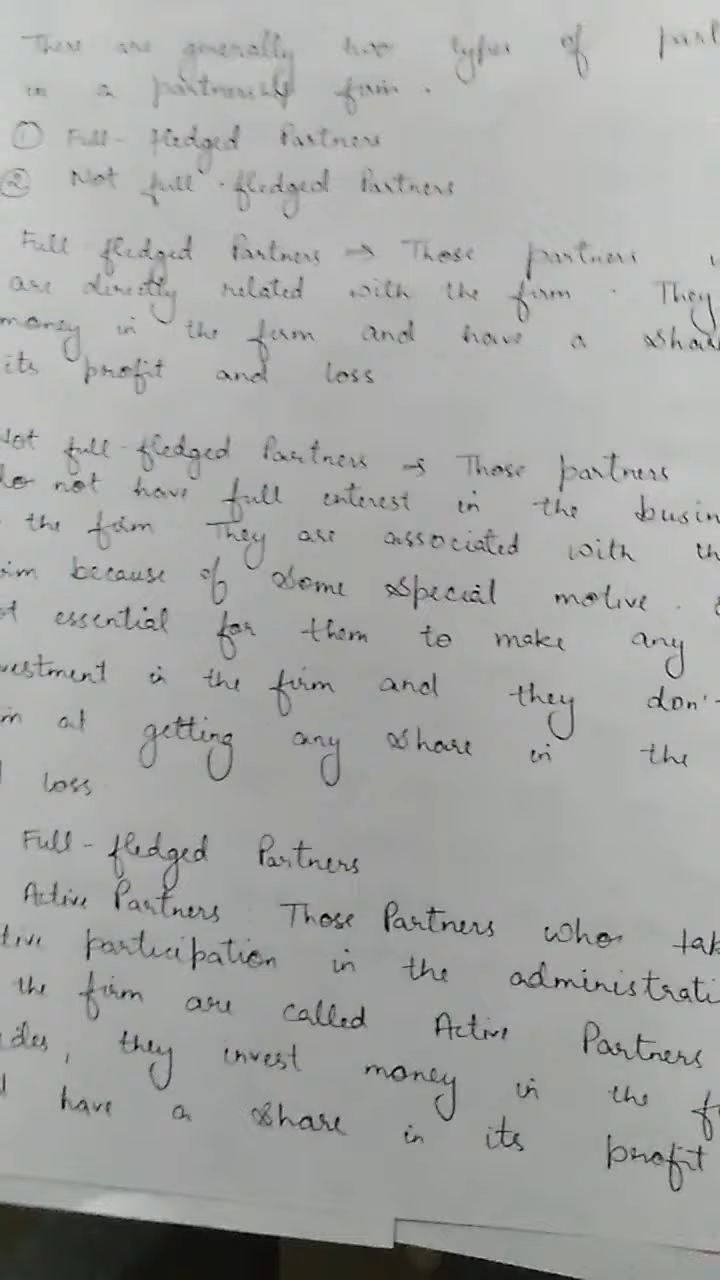 There are generally two types of
in a partnership firm.
① Full-fledged Partners
② Not full-fledged Partners
Full fledged Partners → Those partners
are directly related with the firm. They
money in the firm and have a
its profit and loss
full-fledged Partners → Those partners
not have full interest in the
the firm They are associated with
because of some special motive.
essential for them to make any
in the firm and they
at getting any share in the
loss
Full-fledged Partners
Active Partners Those Partners who
participation in the
the firm are called Active Partners
they invest money in the
have a share in its profit